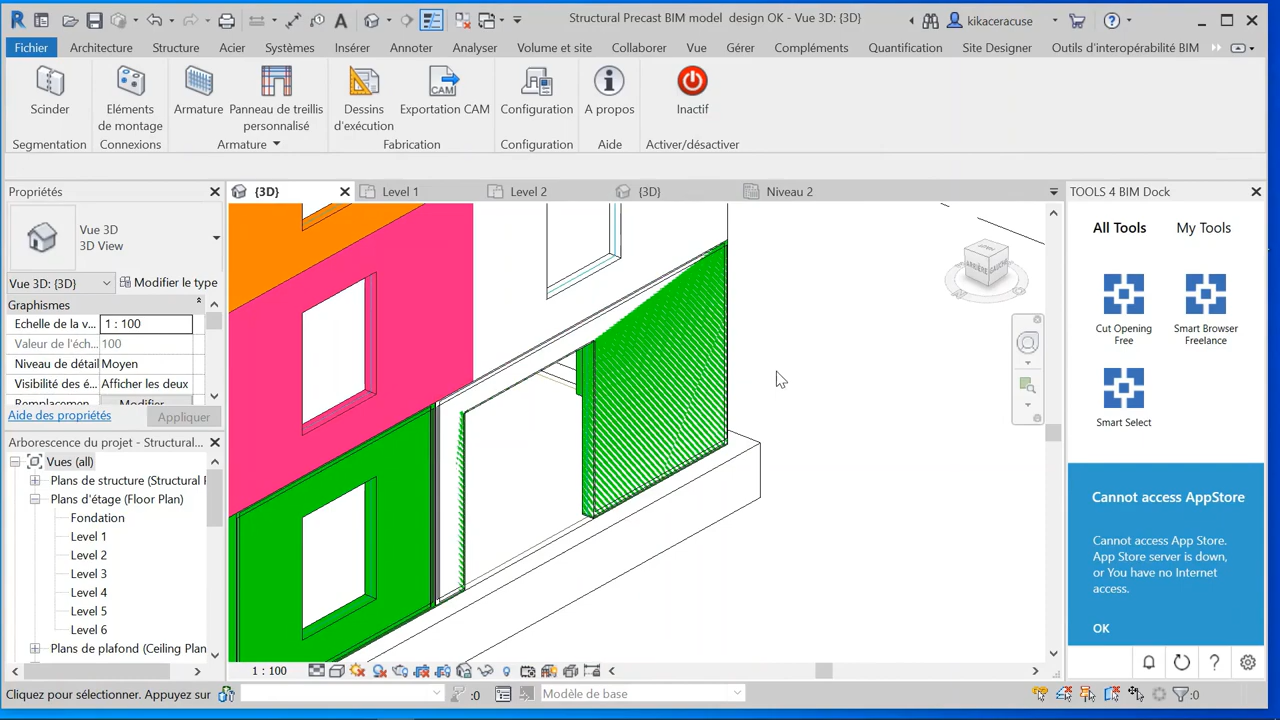 Structural Precast BIM model design OK - Vue 3D: {3D}
kikaceracuse
Fichier Architecture Structure Acier Systèmes Insérer Annoter Analyser Volume et site Collaborer Vue Gérer Compléments Quantification Site Designer Outils d'interopérabilité BIM
Scinder
Eléments de montage
Armature
Panneau de treillis personnalisé
Dessins d'exécution
CAM
Exportation CAM
Configuration
A propos
Inactif
Segmentation Connexions Armature Fabrication Configuration Aide Activer/désactiver
Propriétés
{3D} Level 1 Level 2 {3D} Niveau 2
TOOLS 4 BIM Dock
Vue 3D
3D View
Vue 3D: {3D} Modifier le type
Graphismes
Echelle de la v... 1 : 100
Valeur de l'éch... 100
Niveau de détail Moyen
Visibilité des é... Afficher les deux
Remplacemen... Modifier...
Aide des propriétés Appliquer
Arborescence du projet - Structural...
Vues (all)
Plans de structure (Structural P
Plans d'étage (Floor Plan)
Fondation
Level 1
Level 2
Level 3
Level 4
Level 5
Level 6
Plans de plafond (Ceiling Plan
All Tools My Tools
Cut Opening Free
Smart Browser Freelance
Smart Select
Cannot access AppStore
Cannot access App Store.
App Store server is down,
or You have no Internet
access.
OK
1 : 100
Cliquez pour sélectionner. Appuyez sur :0 Modèle de base :0